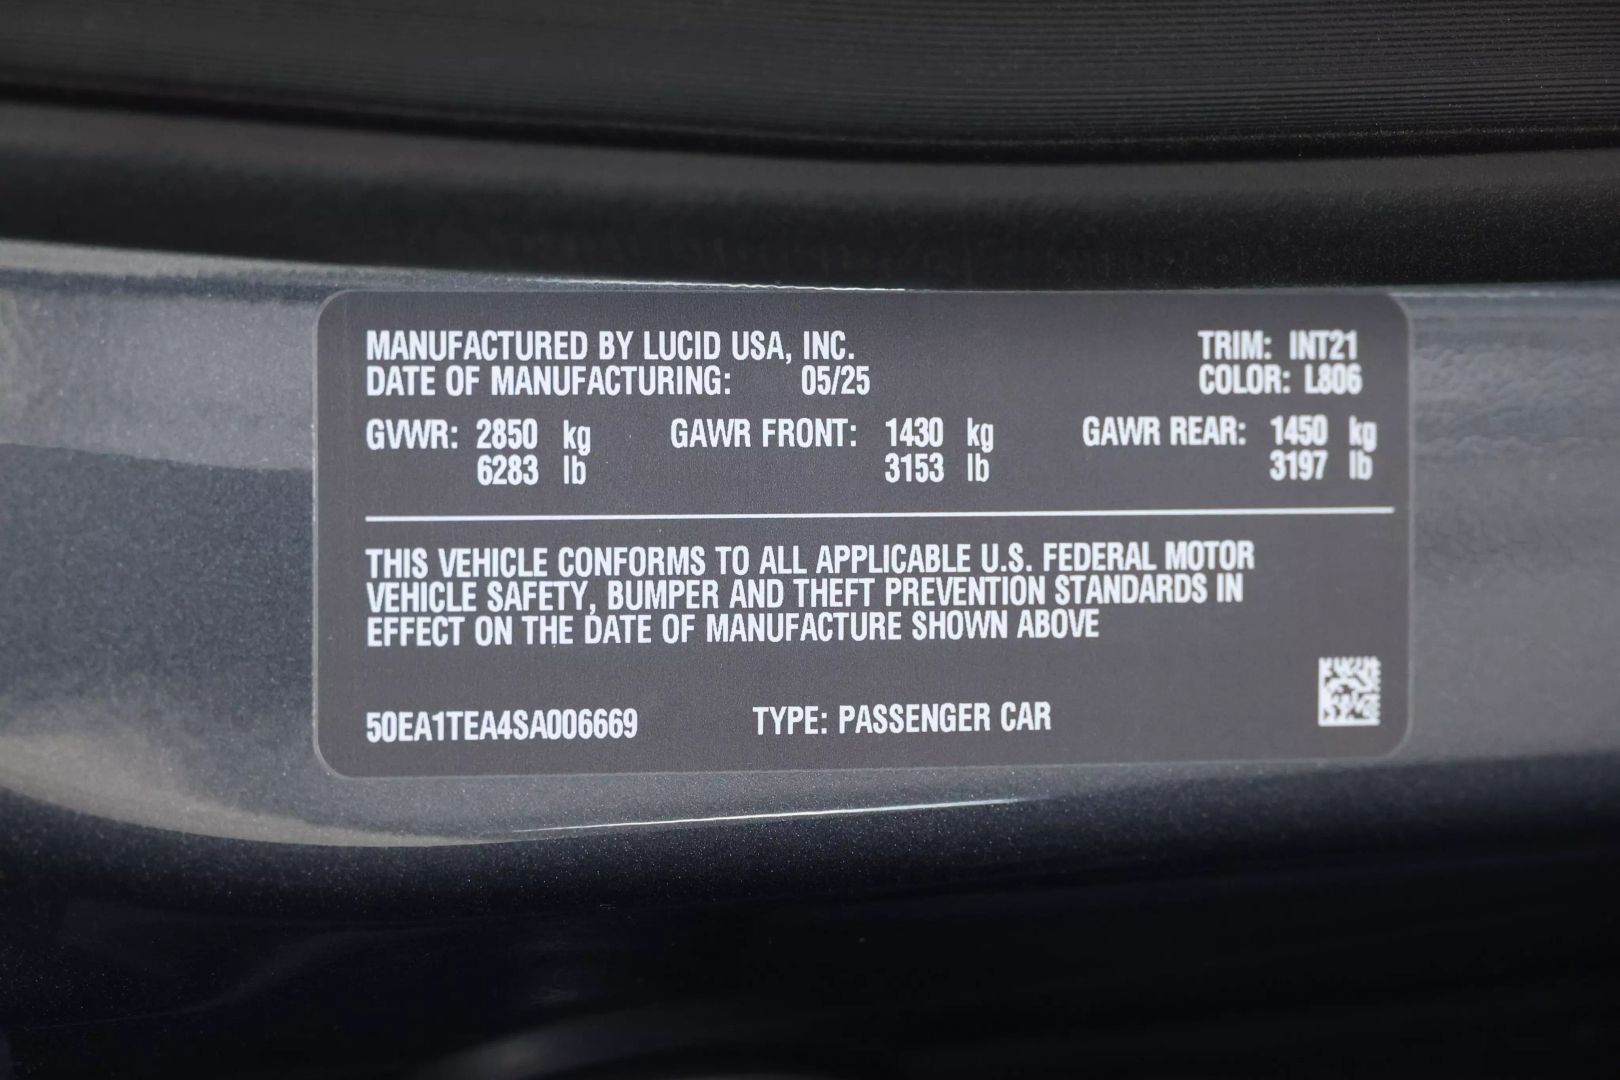 MANUFACTURED BY LUCID USA, INC. TRIM: INT21
DATE OF MANUFACTURING: 05/25 COLOR: L806
GVWR: 2850 kg GAWR FRONT: 1430 kg GAWR REAR: 1450 kg
6283 lb 3153 lb 3197 lb
THIS VEHICLE CONFORMS TO ALL APPLICABLE U.S. FEDERAL MOTOR
VEHICLE SAFETY, BUMPER AND THEFT PREVENTION STANDARDS IN
EFFECT ON THE DATE OF MANUFACTURE SHOWN ABOVE
50EA1TEA4SA006669 TYPE: PASSENGER CAR